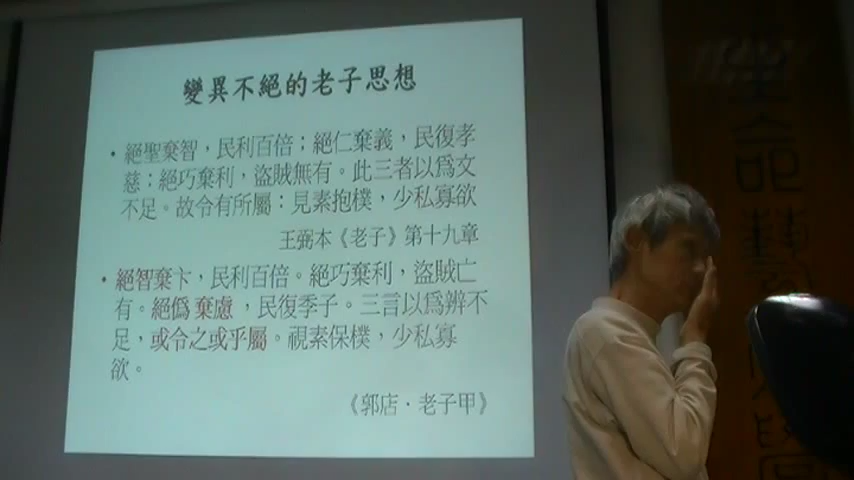 變異不絕的老子思想
•絕聖棄智，民利百倍；絕仁棄義，民復孝
慈；絕巧棄利，盜賊無有。此三者以為文
不足。故令有所屬：見素抱樸，少私寡欲
王弼本《老子》第十九章
•絕智棄卞，民利百倍。絕巧棄利，盜賊亡
有。絕僞棄慮，民復季子。三言以為辨不
足，或令之或乎屬。視素保樸，少私寡
欲。
《郭店·老子甲》
生命